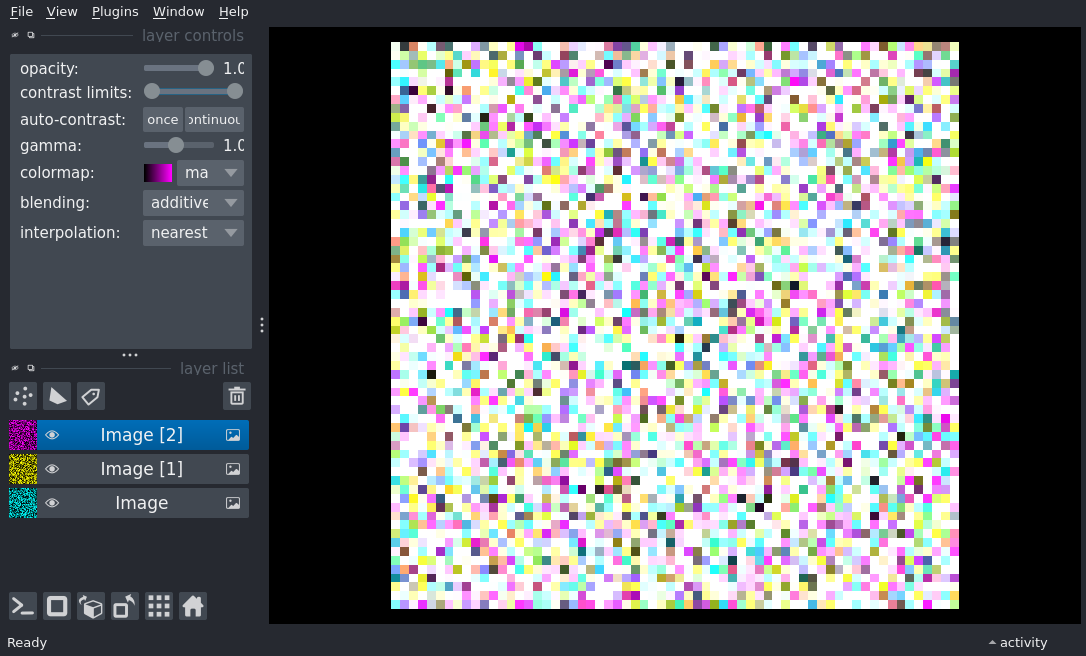 File View Plugins Window Help
layer controls
opacity: 1.0
contrast limits:
auto-contrast: once ontinuou
gamma: 1.0
colormap: ma
blending: additive
interpolation: nearest
layer list
Image [2]
Image [1]
Image
Ready activity